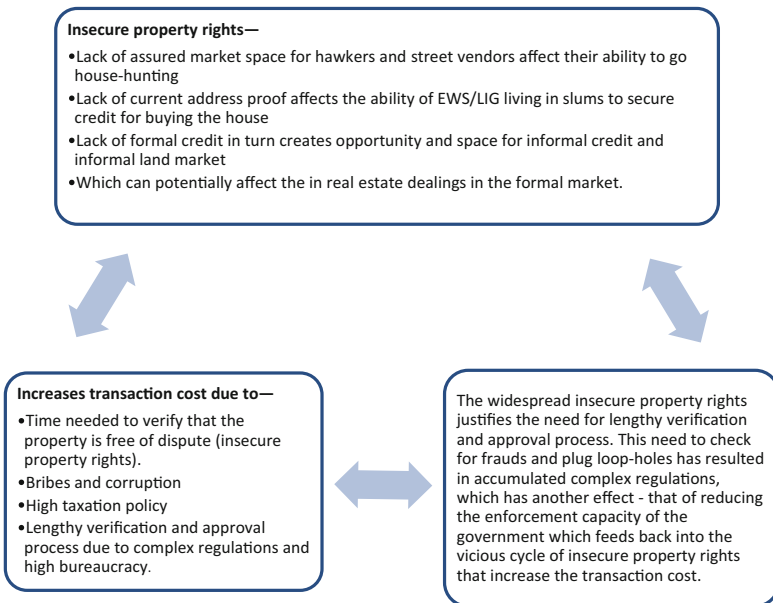 Insecure property rights—
•Lack of assured market space for hawkers and street vendors affect their ability to go
house-hunting
•Lack of current address proof affects the ability of EWS/LIG living in slums to secure
credit for buying the house
•Lack of formal credit in turn creates opportunity and space for informal credit and
informal land market
•Which can potentially affect the in real estate dealings in the formal market.
Increases transaction cost due to—
•Time needed to verify that the
property is free of dispute (insecure
property rights).
•Bribes and corruption
•High taxation policy
•Lengthy verification and approval
process due to complex regulations and
high bureaucracy.
The widespread insecure property rights
justifies the need for lengthy verification
and approval process. This need to check
for frauds and plug loop-holes has resulted
in accumulated complex regulations,
which has another effect - that of reducing
the enforcement capacity of the
government which feeds back into the
vicious cycle of insecure property rights
that increase the transaction cost.